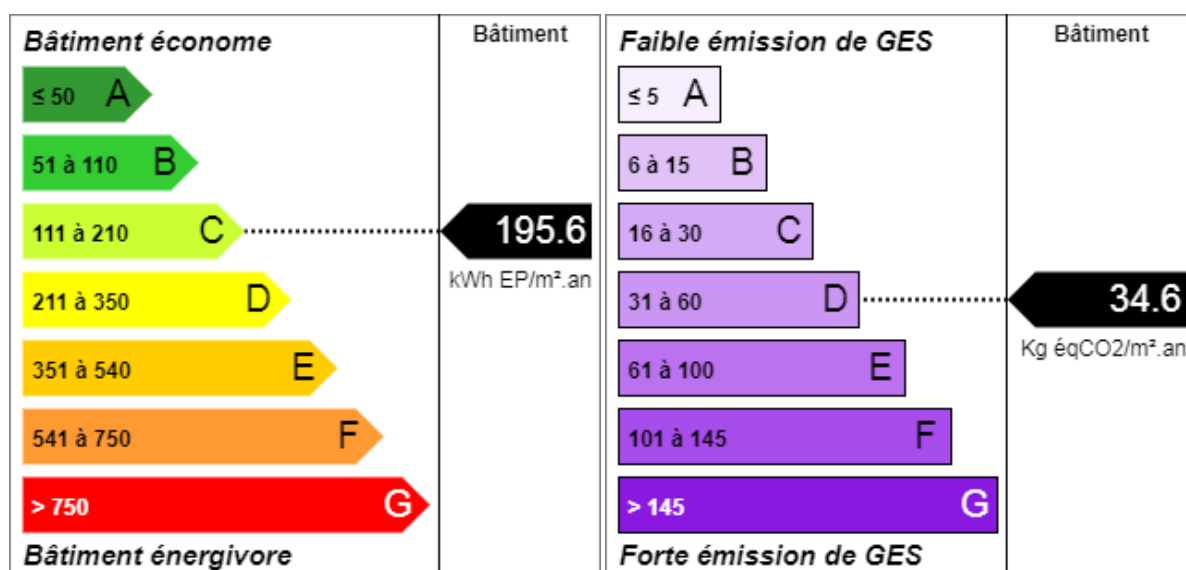 Bâtiment économe
Bâtiment
≤ 50 A
51 à 110 B
111 à 210 C
195.6
kWh EP/m².an
211 à 350 D
351 à 540 E
541 à 750 F
> 750 G
Bâtiment énergivore
Faible émission de GES
Bâtiment
≤ 5 A
6 à 15 B
16 à 30 C
31 à 60 D
34.6
Kg éqCO2/m².an
61 à 100 E
101 à 145 F
> 145 G
Forte émission de GES